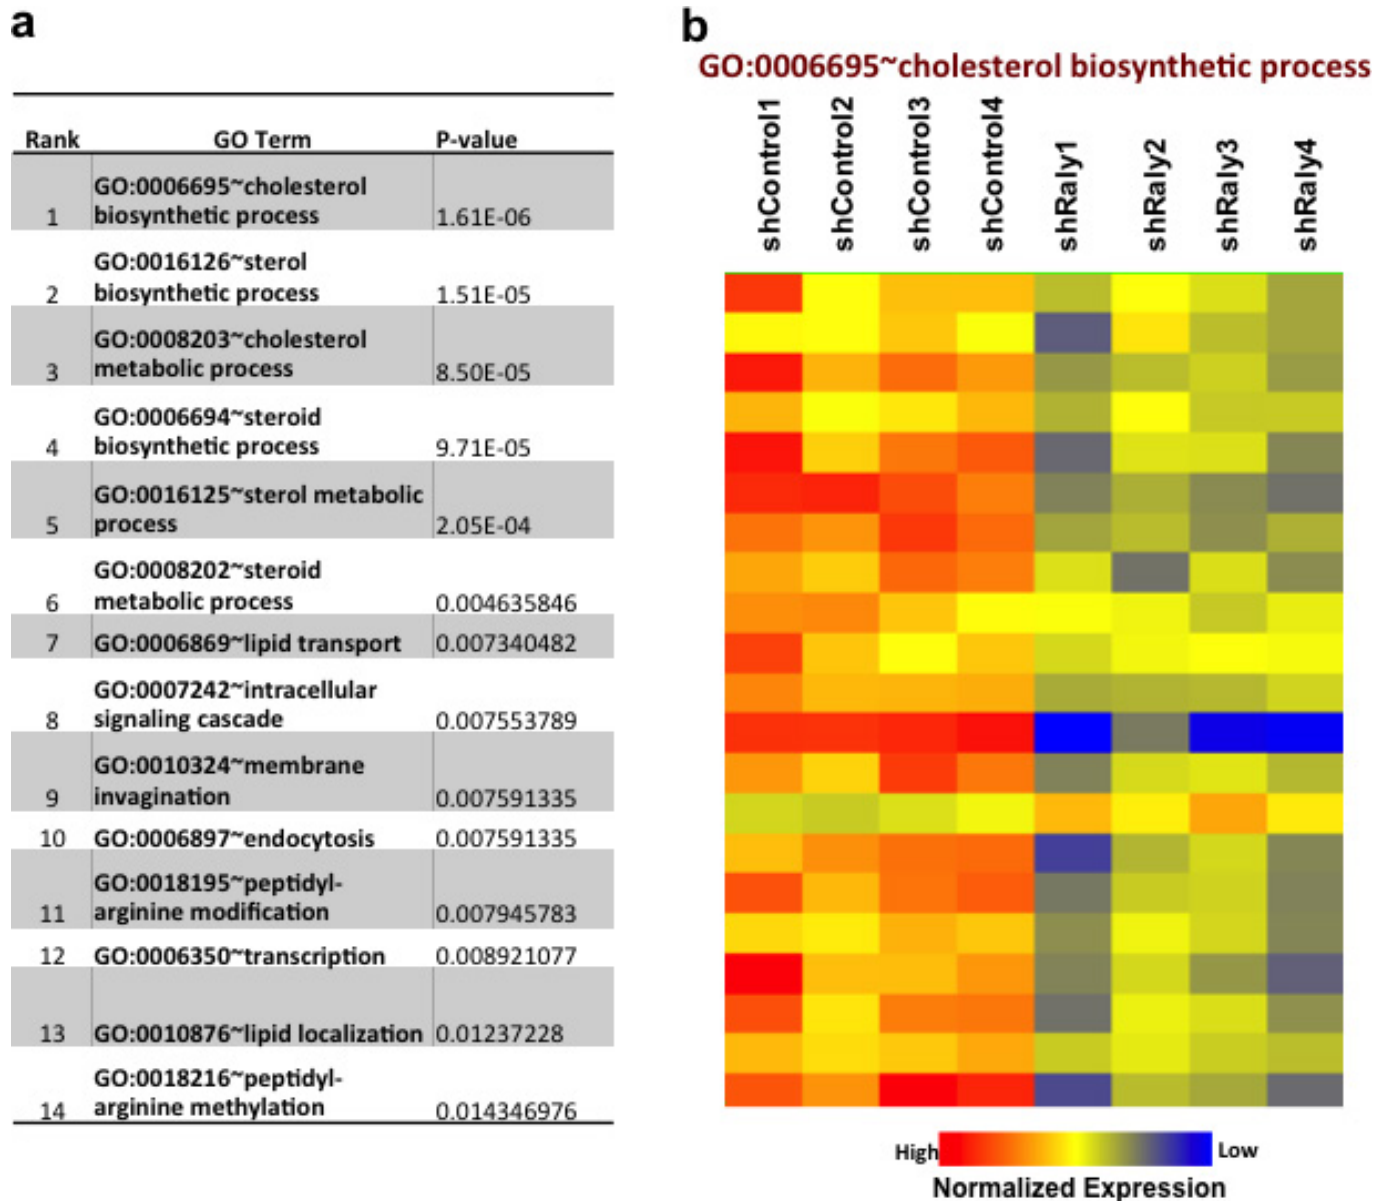 a
Rank GO Term P-value
GO:0006695~cholesterol
1 biosynthetic process 1.61E-06
GO:0016126~sterol
2 biosynthetic process 1.51E-05
GO:0008203~cholesterol
3 metabolic process 8.50E-05
GO:0006694~steroid
4 biosynthetic process 9.71E-05
GO:0016125~sterol metabolic
5 process 2.05E-04
GO:0008202~steroid
6 metabolic process 0.004635846
7 GO:0006869~lipid transport 0.007340482
GO:0007242~intracellular
8 signaling cascade 0.007553789
GO:0010324~membrane
9 invagination 0.007591335
10 GO:0006897~endocytosis 0.007591335
GO:0018195~peptidyl-
11 arginine modification 0.007945783
12 GO:0006350~transcription 0.008921077
13 GO:0010876~lipid localization 0.01237228
GO:0018216~peptidyl-
14 arginine methylation 0.014346976
b
GO:0006695~cholesterol biosynthetic process
shControl1
shControl2
shControl3
shControl4
shRaly1
shRaly2
shRaly3
shRaly4
High Low
Normalized Expression